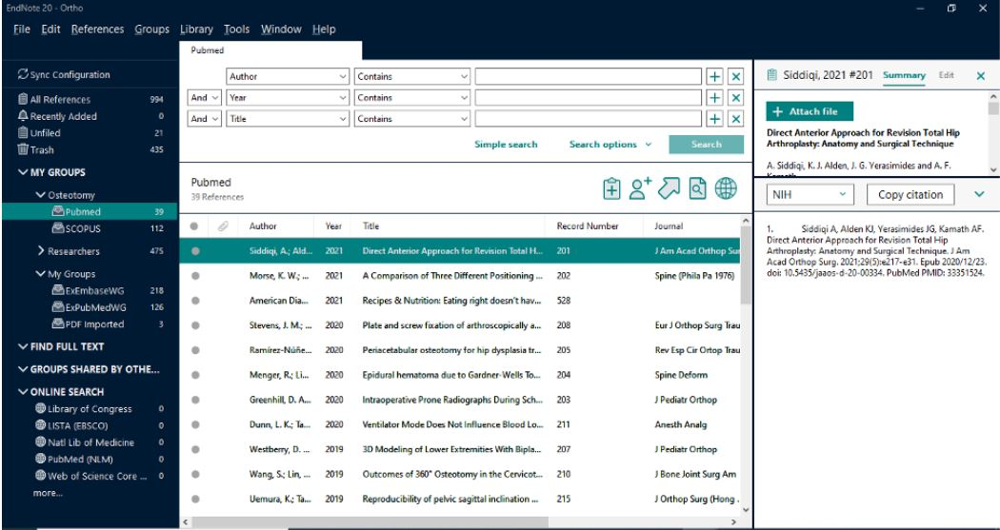 EndNote 20 - Ortho
File Edit References Groups Library Tools Window Help
Pubmed
Sync Configuration
All References 994
Recently Added 0
Unfiled 21
Trash 435
MY GROUPS
Osteotomy
Pubmed 39
SCOPUS 112
Researchers 475
My Groups
ExEmbaseWG 218
ExPubMedWG 126
PDF Imported 3
FIND FULL TEXT
GROUPS SHARED BY OTHE...
ONLINE SEARCH
Library of Congress 0
LISTA (EBSCO) 0
Natl Lib of Medicine 0
PubMed (NLM) 0
Web of Science Core ... 0
more...
Author Contains
And Year Contains
And Title Contains
Simple search Search options Search
Pubmed
39 References
Author Year Title Record Number Journal
Siddiqi, A.; Ald... 2021 Direct Anterior Approach for Revision Total H... 201 J Am Acad Orthop Sur
Morse, K. W.; ... 2021 A Comparison of Three Different Positioning ... 202 Spine (Phila Pa 1976)
American Dia... 2021 Recipes & Nutrition: Eating right doesn't hav... 528
Stevens, J. M.; ... 2020 Plate and screw fixation of arthroscopically a... 208 Eur J Orthop Surg Trau
Ramírez-Núñe... 2020 Periacetabular osteotomy for hip dysplasia tr... 205 Rev Esp Cir Ortop Trau
Menger, R.; Li... 2020 Epidural hematoma due to Gardner-Wells To... 204 Spine Deform
Greenhill, D. A... 2020 Intraoperative Prone Radiographs During Sch... 203 J Pediatr Orthop
Dunn, L. K.; Ta... 2020 Ventilator Mode Does Not Influence Blood Lo... 211 Anesth Analg
Westberry, D. ... 2019 3D Modeling of Lower Extremities With Bipla... 207 J Pediatr Orthop
Wang, S.; Lin, ... 2019 Outcomes of 360° Osteotomy in the Cervicot... 210 J Bone Joint Surg Am
Uemura, K.; Ta... 2019 Reproducibility of pelvic sagittal inclination ... 215 J Orthop Surg (Hong .
Siddiqi, 2021 #201 Summary Edit
+ Attach file
Direct Anterior Approach for Revision Total Hip
Arthroplasty: Anatomy and Surgical Technique
A. Siddiqi, K. J. Alden, J. G. Yerasimides and A. F.
Kamath
NIH Copy citation
1. Siddiqi A, Alden KJ, Yerasimides JG, Kamath AF.
Direct Anterior Approach for Revision Total Hip
Arthroplasty: Anatomy and Surgical Technique. J Am
Acad Orthop Surg. 2021;29(5):e217-e31. Epub 2020/12/23.
doi: 10.5435/jaaos-d-20-00334. PubMed PMID: 33351524.